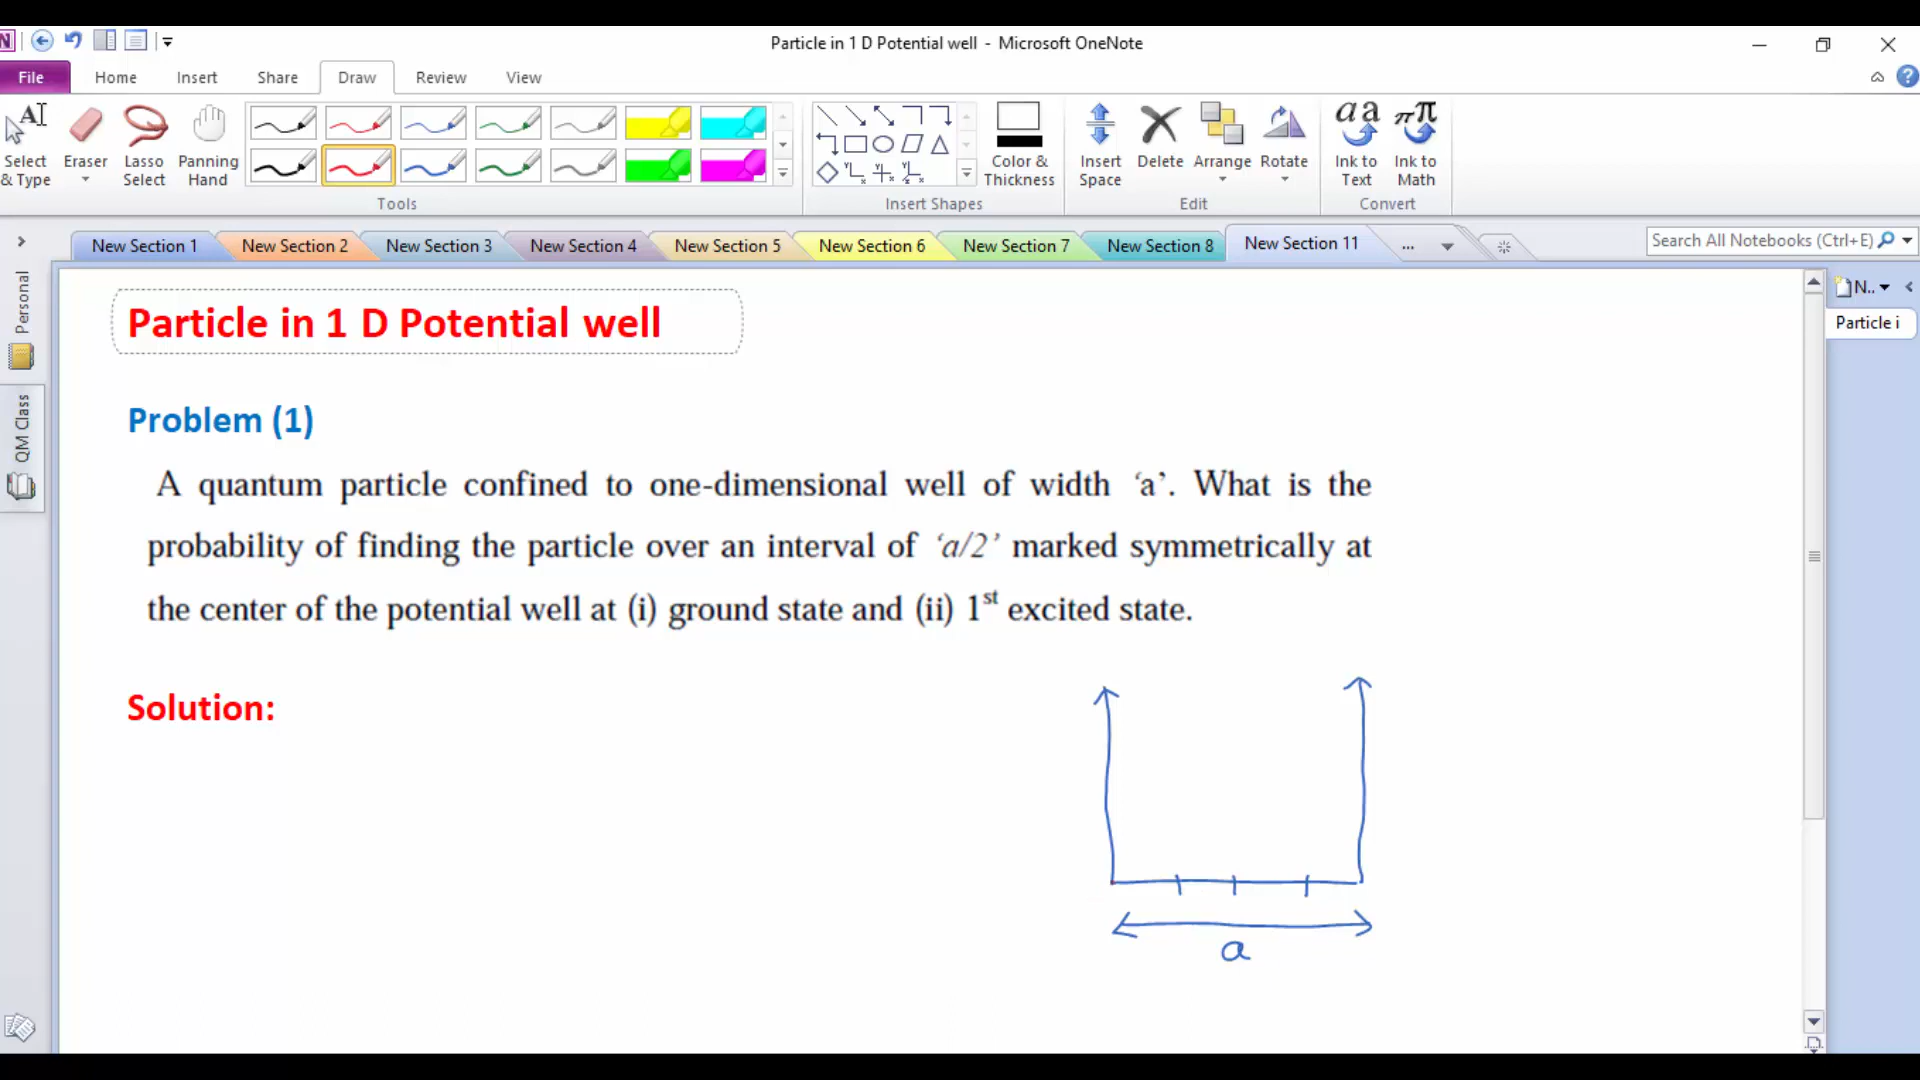 Particle in 1 D Potential well - Microsoft OneNote
File Home Insert Share Draw Review View
Select & Type
Eraser
Lasso Select
Panning Hand
Color & Thickness
Insert Space
Delete
Arrange
Rotate
Ink to Text
Ink to Math
Tools
Insert Shapes
Edit
Convert
New Section 1 New Section 2 New Section 3 New Section 4 New Section 5 New Section 6 New Section 7 New Section 8 New Section 11 ...
Search All Notebooks (Ctrl+E)
Personal
QM Class
N..
Particle i
Particle in 1 D Potential well
Problem (1)
A quantum particle confined to one-dimensional well of width ‘a’. What is the
probability of finding the particle over an interval of ‘a/2’ marked symmetrically at
the center of the potential well at (i) ground state and (ii) 1st excited state.
Solution:
a